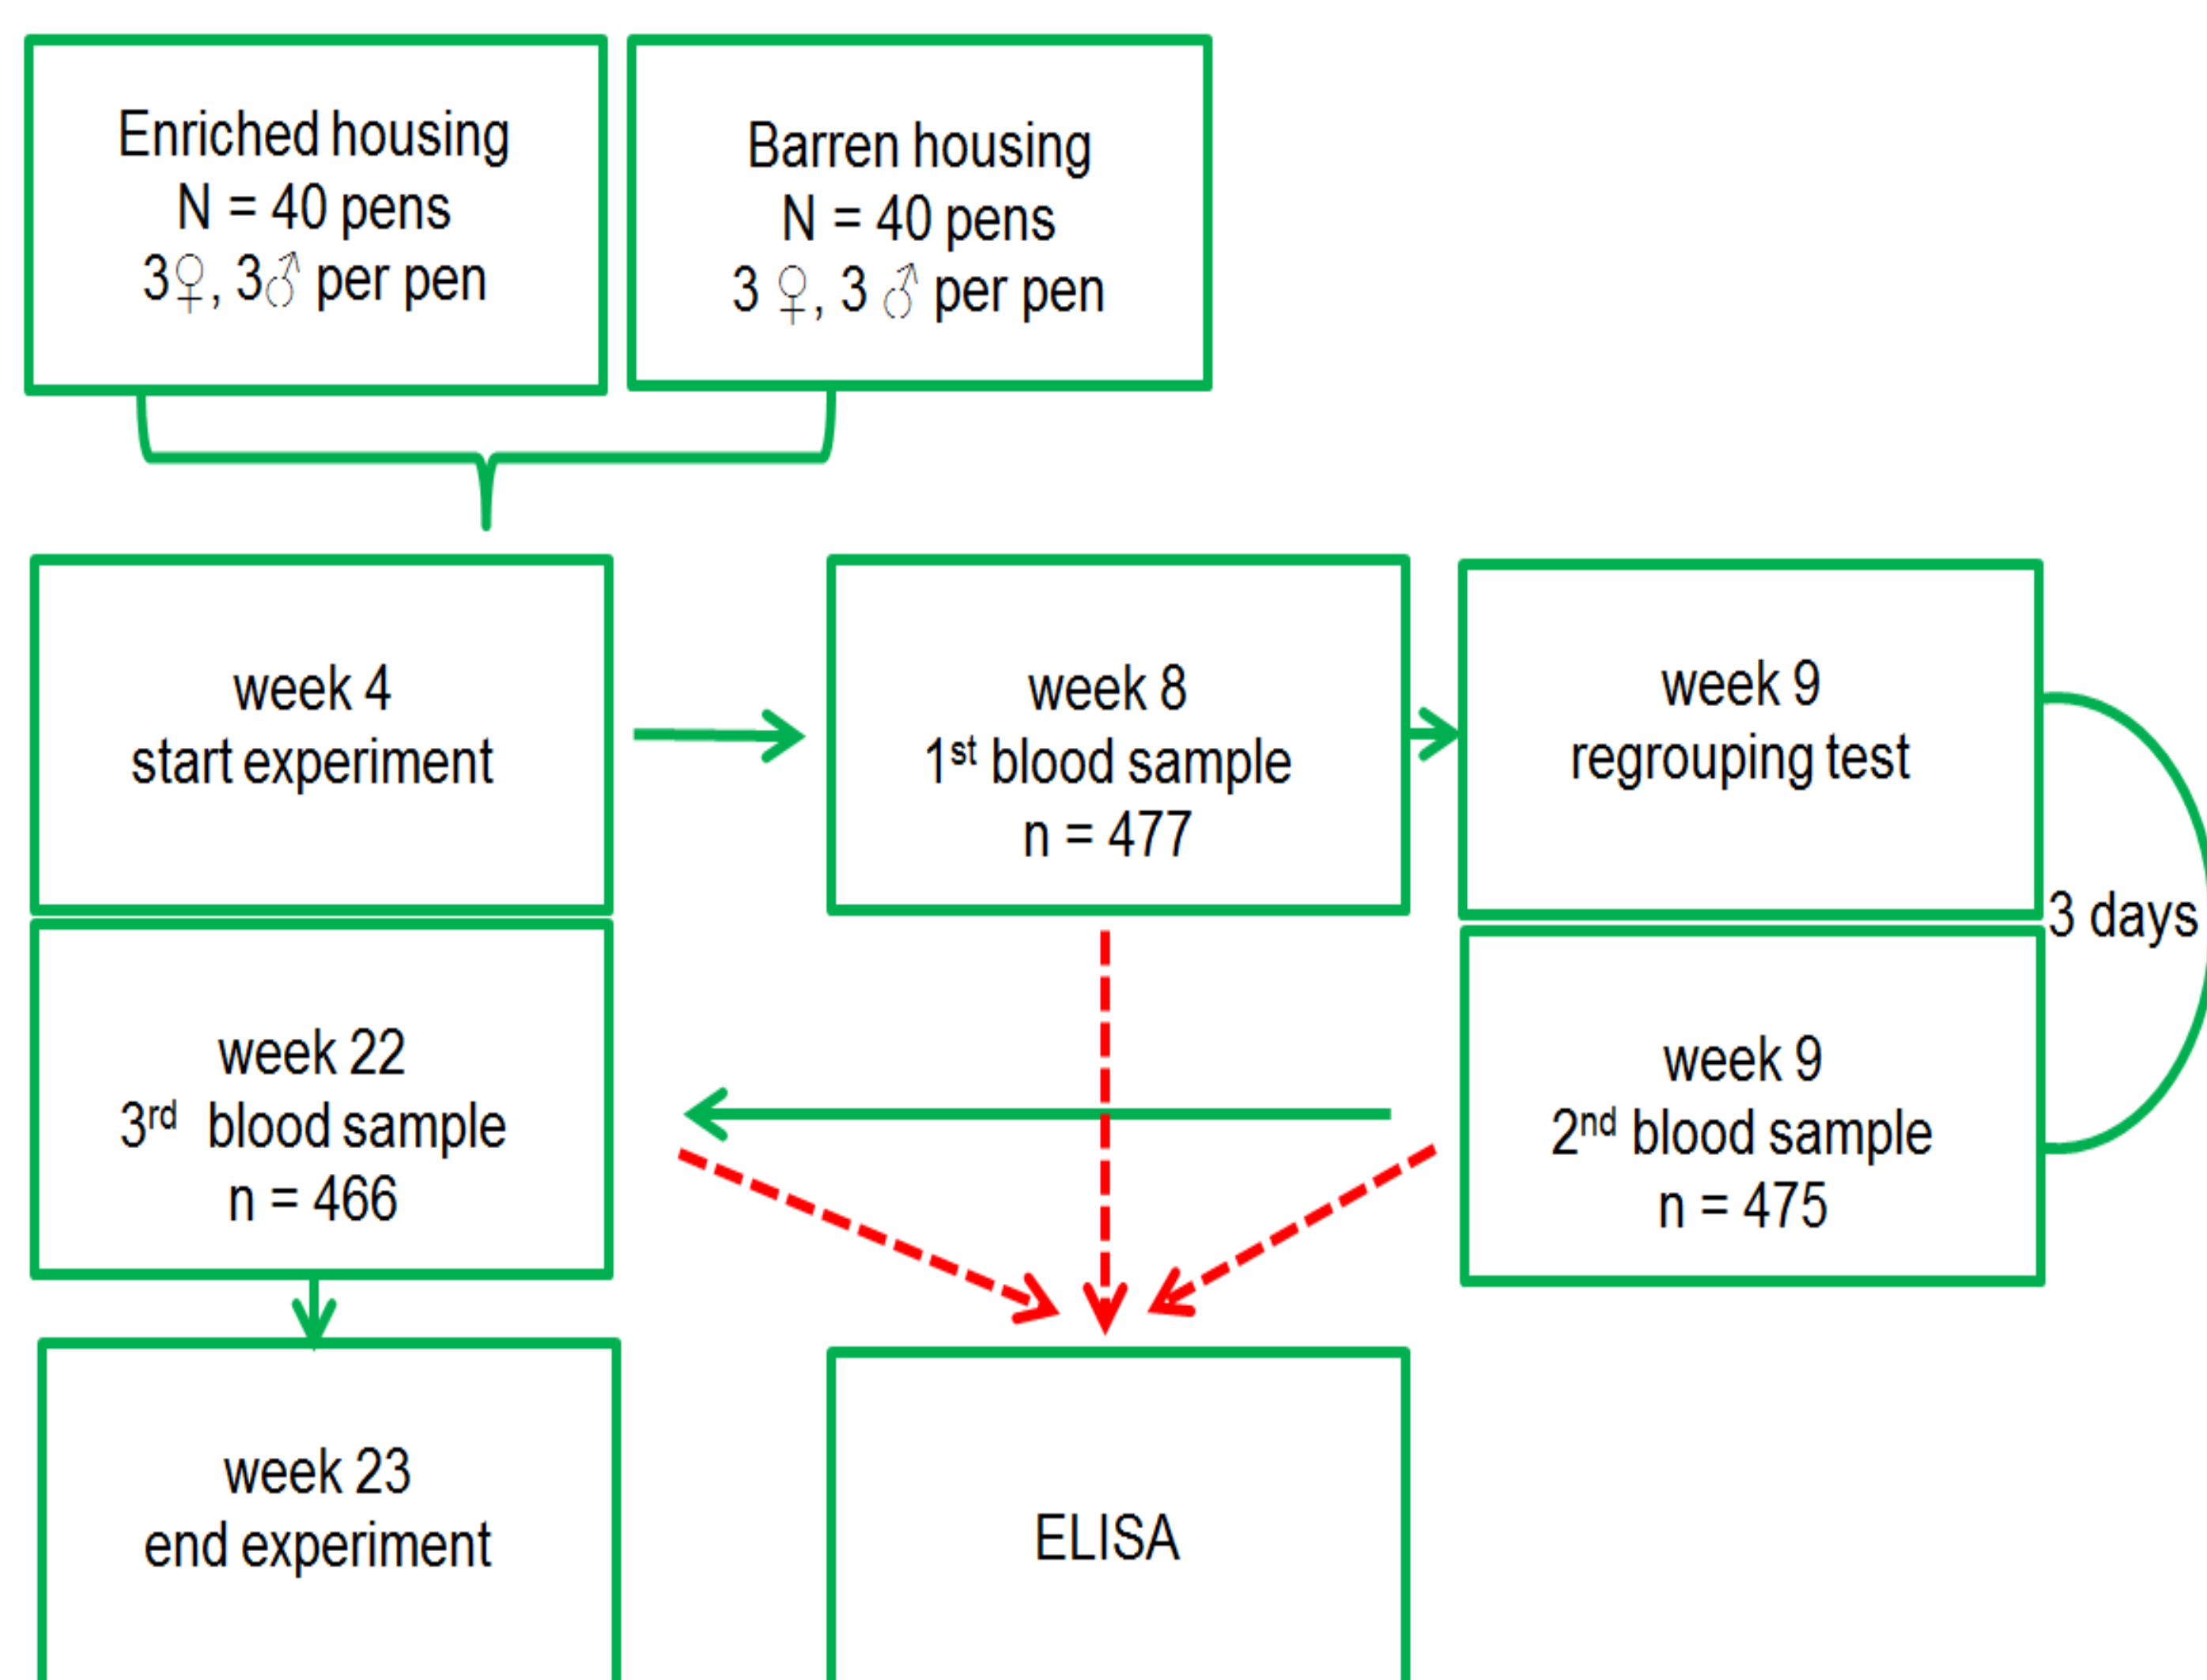 Enriched housing
N = 40 pens
3♀, 3♂ per pen
Barren housing
N = 40 pens
3 ♀, 3 ♂ per pen
week 4
start experiment
week 8
1st blood sample
n = 477
week 9
regrouping test
3 days
week 22
3rd blood sample
n = 466
week 9
2nd blood sample
n = 475
week 23
end experiment
ELISA